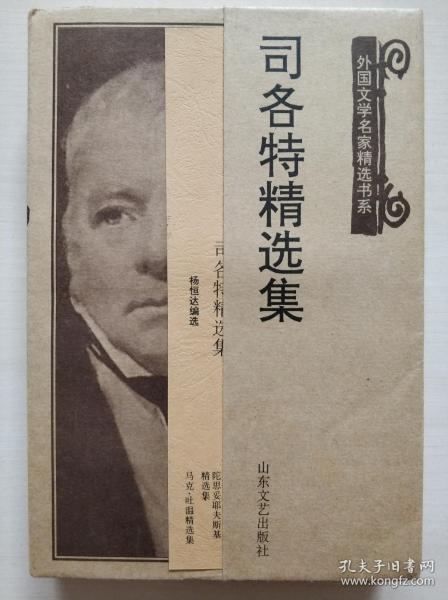 外国文学名家精选书系
司各特精选集
山东文艺出版社
司各特精选集
杨恒达编选
陀思妥耶夫斯基
精选集
马克·吐温精选集
孔夫子旧书网
www.kongfz.com